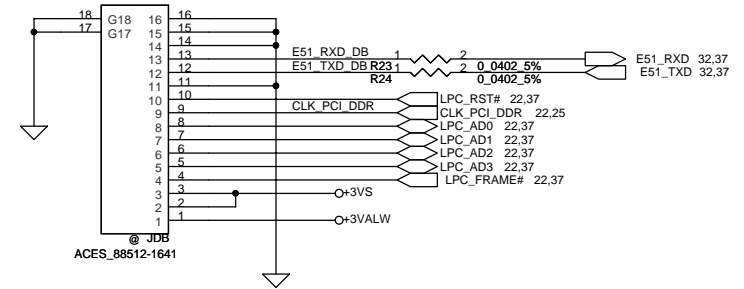 18 G18 16 16
17 G17 15 15
14 14
13 13 E51_RXD_DB 1 2 E51_RXD 32,37
12 12 E51_TXD_DB R23 1 2 0_0402_5% E51_TXD 32,37
11 11 R24 0_0402_5%
10 10 LPC_RST# 22,37
9 9 CLK_PCI_DDR CLK_PCI_DDR 22,25
8 8 LPC_AD0 22,37
7 7 LPC_AD1 22,37
6 6 LPC_AD2 22,37
5 5 LPC_AD3 22,37
4 4 LPC_FRAME# 22,37
3 3 +3VS
2 2
1 1 +3VALW
@ JDB
ACES_88512-1641